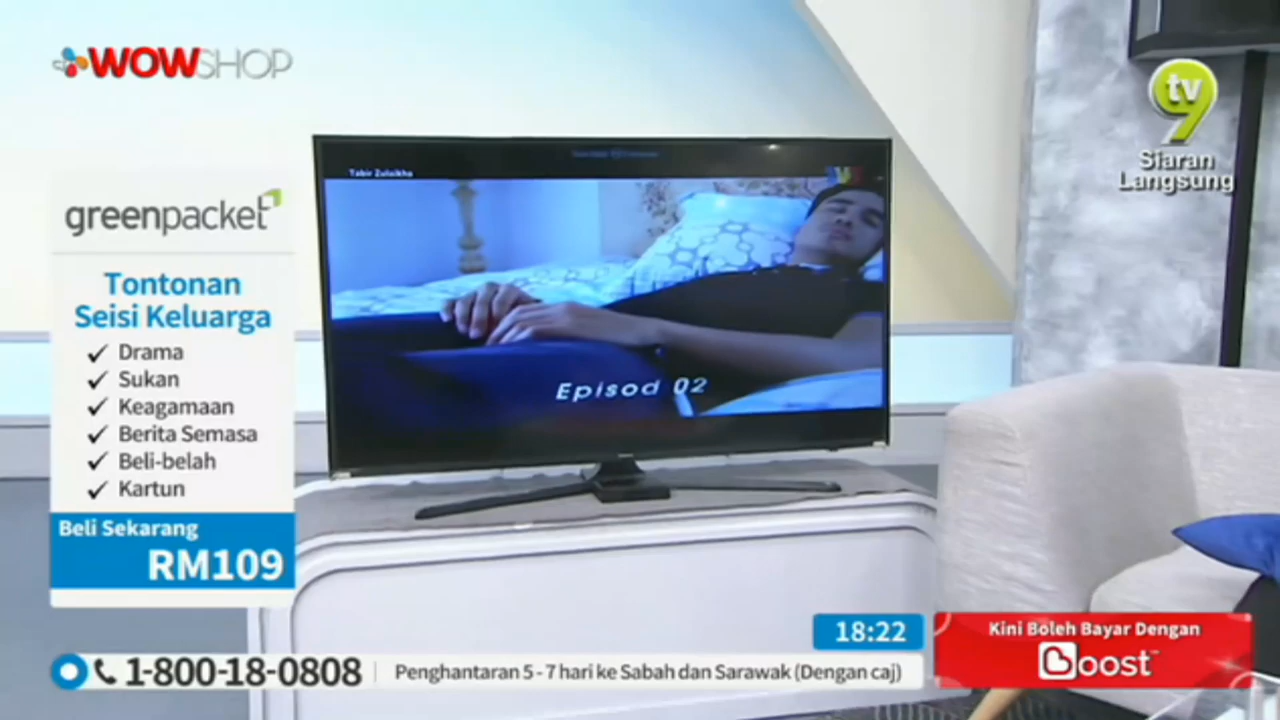 WOWSHOP
tv9
Siaran
Langsung
greenpacket
Tontonan
Seisi Keluarga
✓ Drama
✓ Sukan
✓ Keagamaan
✓ Berita Semasa
✓ Beli-belah
✓ Kartun
Beli Sekarang
RM109
Tabir Zulaikha
Episod 02
18:22
1-800-18-0808
Penghantaran 5 - 7 hari ke Sabah dan Sarawak (Dengan caj)
Kini Boleh Bayar Dengan
Boost™